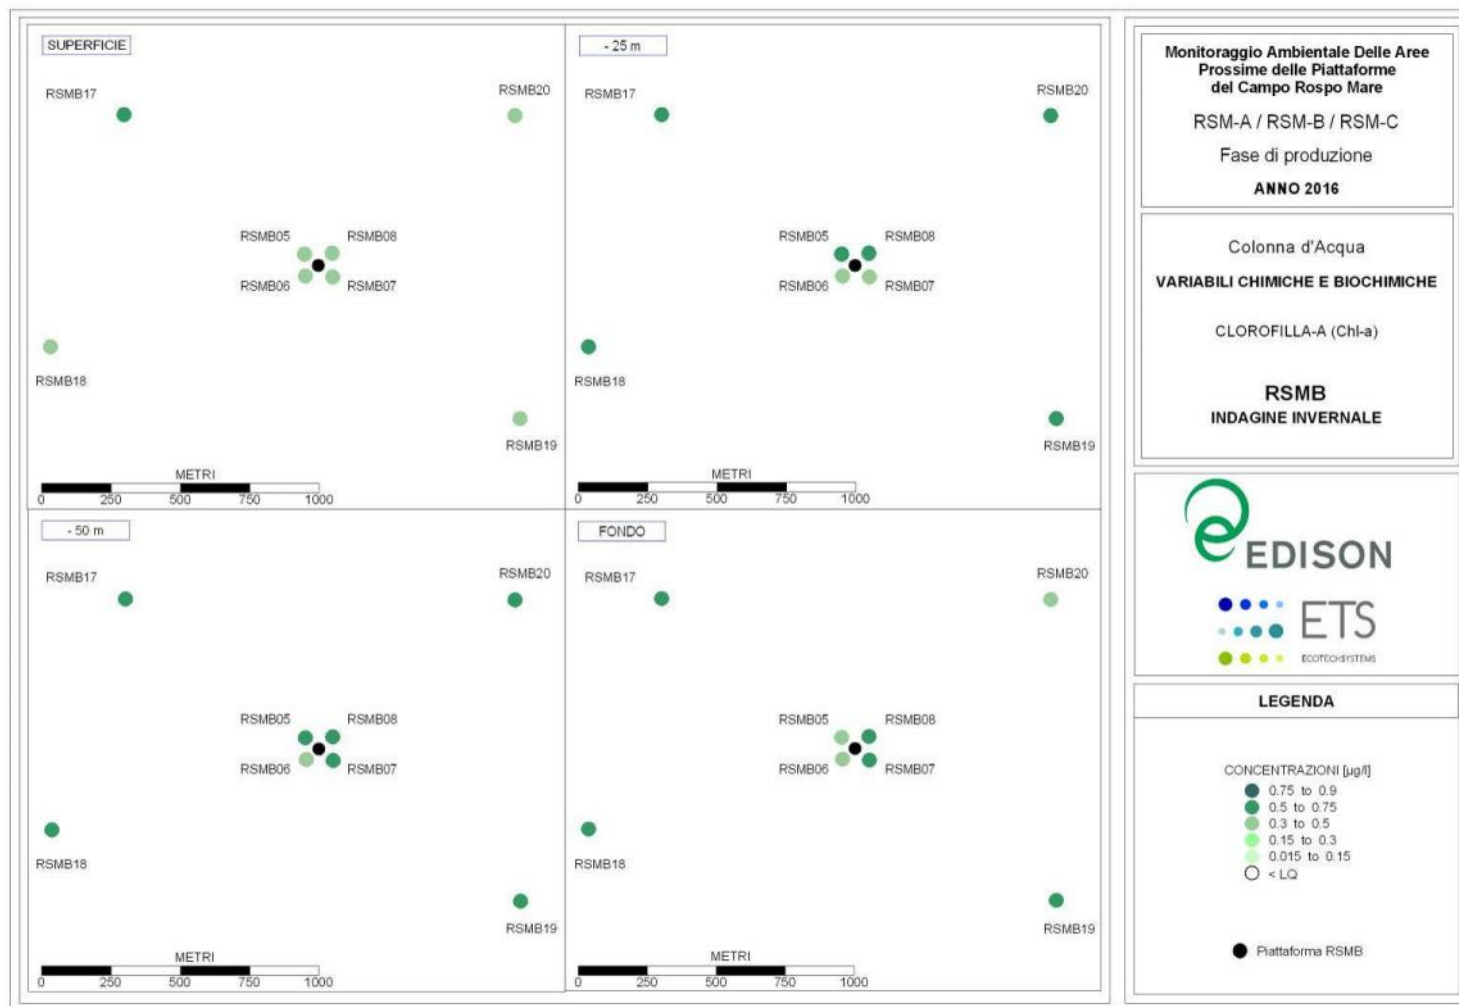 SUPERFICIE
RSMB17
RSMB20
RSMB05
RSMB08
RSMB06
RSMB07
RSMB18
RSMB19
METRI
0 250 500 750 1000
- 25 m
RSMB17
RSMB20
RSMB05
RSMB08
RSMB06
RSMB07
RSMB18
RSMB19
METRI
0 250 500 750 1000
- 50 m
RSMB17
RSMB20
RSMB05
RSMB08
RSMB06
RSMB07
RSMB18
RSMB19
METRI
0 250 500 750 1000
FONDO
RSMB17
RSMB20
RSMB05
RSMB08
RSMB06
RSMB07
RSMB18
RSMB19
METRI
0 250 500 750 1000
Monitoraggio Ambientale Delle Aree
Prossime delle Piattaforme
del Campo Rospo Mare
RSM-A / RSM-B / RSM-C
Fase di produzione
ANNO 2016
Colonna d'Acqua
VARIABILI CHIMICHE E BIOCHIMICHE
CLOROFILLA-A (Chl-a)
RSMB
INDAGINE INVERNALE
EDISON
ETS
ECOTECHSYSTEMS
LEGENDA
CONCENTRAZIONI [µg/l]
0.75 to 0.9
0.5 to 0.75
0.3 to 0.5
0.15 to 0.3
0.015 to 0.15
< LQ
Piattaforma RSMB